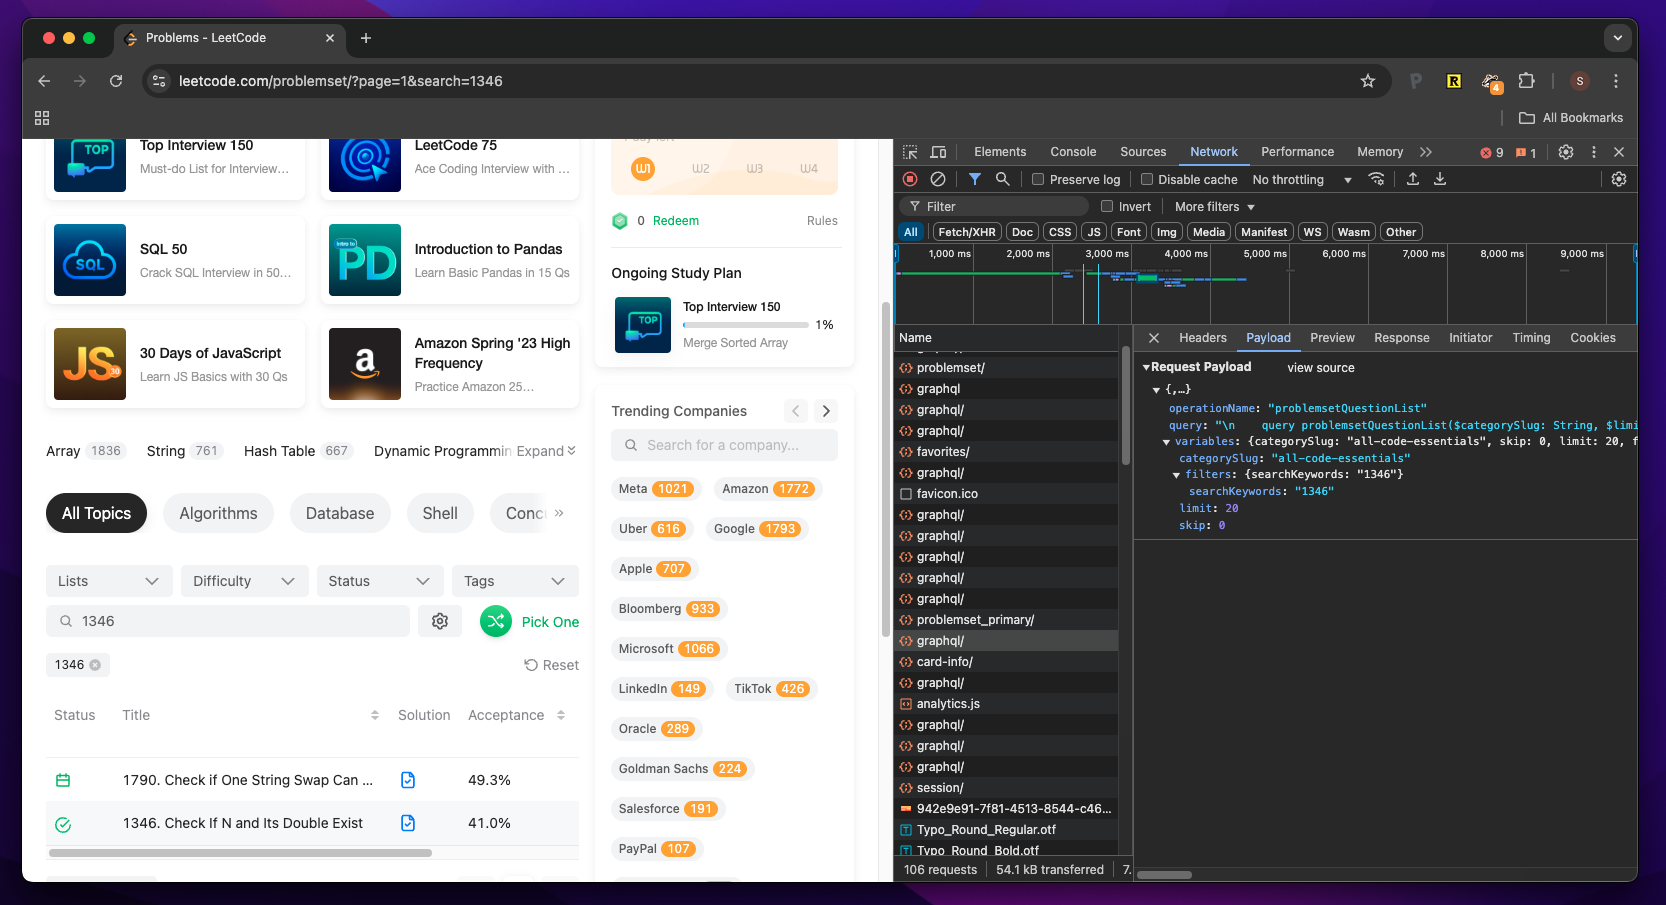 Problems - LeetCode
leetcode.com/problemset/?page=1&search=1346
S
4
All Bookmarks
TOP
Top Interview 150
Must-do List for Interview...
LeetCode 75
Ace Coding Interview with ...
SQL
SQL 50
Crack SQL Interview in 50...
Intro to
PD
Introduction to Pandas
Learn Basic Pandas in 15 Qs
JS
30
30 Days of JavaScript
Learn JS Basics with 30 Qs
a
Amazon Spring '23 High
Frequency
Practice Amazon 25...
Array 1836
String 761
Hash Table 667
Dynamic Programmin
Expand
All Topics
Algorithms
Database
Shell
Conc
Lists
Difficulty
Status
Tags
1346
Pick One
1346
Reset
Status
Title
Solution
Acceptance
1790. Check if One String Swap Can ...
49.3%
1346. Check If N and Its Double Exist
41.0%
W1
W2
W3
W4
0 Redeem
Rules
Ongoing Study Plan
TOP
Top Interview 150
1%
Merge Sorted Array
Trending Companies
Search for a company...
Meta 1021
Amazon 1772
Uber 616
Google 1793
Apple 707
Bloomberg 933
Microsoft 1066
LinkedIn 149
TikTok 426
Oracle 289
Goldman Sachs 224
Salesforce 191
PayPal 107
Elements
Console
Sources
Network
Performance
Memory
9
1
Preserve log
Disable cache
No throttling
Filter
Invert
More filters
All
Fetch/XHR
Doc
CSS
JS
Font
Img
Media
Manifest
WS
Wasm
Other
1,000 ms
2,000 ms
3,000 ms
4,000 ms
5,000 ms
6,000 ms
7,000 ms
8,000 ms
9,000 ms
Name
problemset/
graphql
graphql/
graphql/
favorites/
graphql/
favicon.ico
graphql/
graphql/
graphql/
graphql/
graphql/
problemset_primary/
graphql/
card-info/
graphql/
analytics.js
graphql/
graphql/
graphql/
session/
942e9e91-7f81-4513-8544-c46...
Typo_Round_Regular.otf
Typo_Round_Bold.otf
106 requests
54.1 kB transferred
7.
Headers
Payload
Preview
Response
Initiator
Timing
Cookies
Request Payload
view source
{,…}
operationName: "problemsetQuestionList"
query: "\n    query problemsetQuestionList($categorySlug: String, $limi
variables: {categorySlug: "all-code-essentials", skip: 0, limit: 20, f
categorySlug: "all-code-essentials"
filters: {searchKeywords: "1346"}
searchKeywords: "1346"
limit: 20
skip: 0